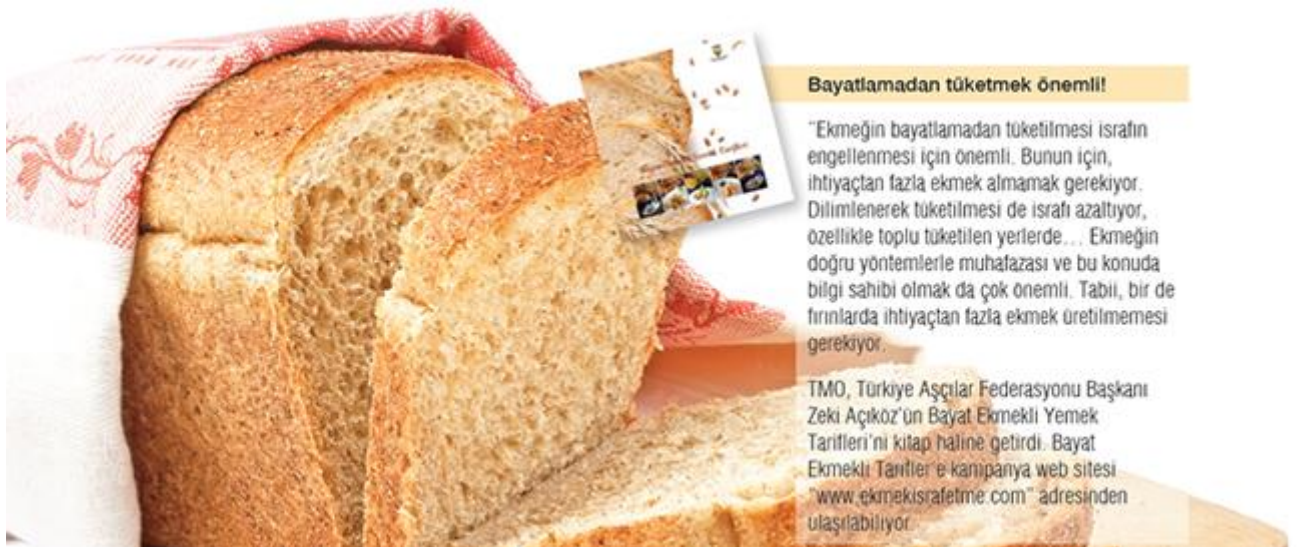 Bayatlamadan tüketmek önemli!
“Ekmeğin bayatlamadan tüketilmesi israfın
engellenmesi için önemli. Bunun için,
ihtiyaçtan fazla ekmek almamak gerekiyor.
Dilimlenerek tüketilmesi de israfı azaltıyor,
özellikle toplu tüketilen yerlerde… Ekmeğin
doğru yöntemlerle muhafazası ve bu konuda
bilgi sahibi olmak da çok önemli. Tabii, bir de
fırınlarda ihtiyaçtan fazla ekmek üretilmemesi
gerekiyor.
TMO, Türkiye Aşçılar Federasyonu Başkanı
Zeki Açıköz’ün Bayat Ekmekli Yemek
Tarifleri’ni kitap haline getirdi. Bayat
Ekmekli Tarifler’e kampanya web sitesi
“www.ekmekisrafetme.com” adresinden
ulaşılabiliyor.